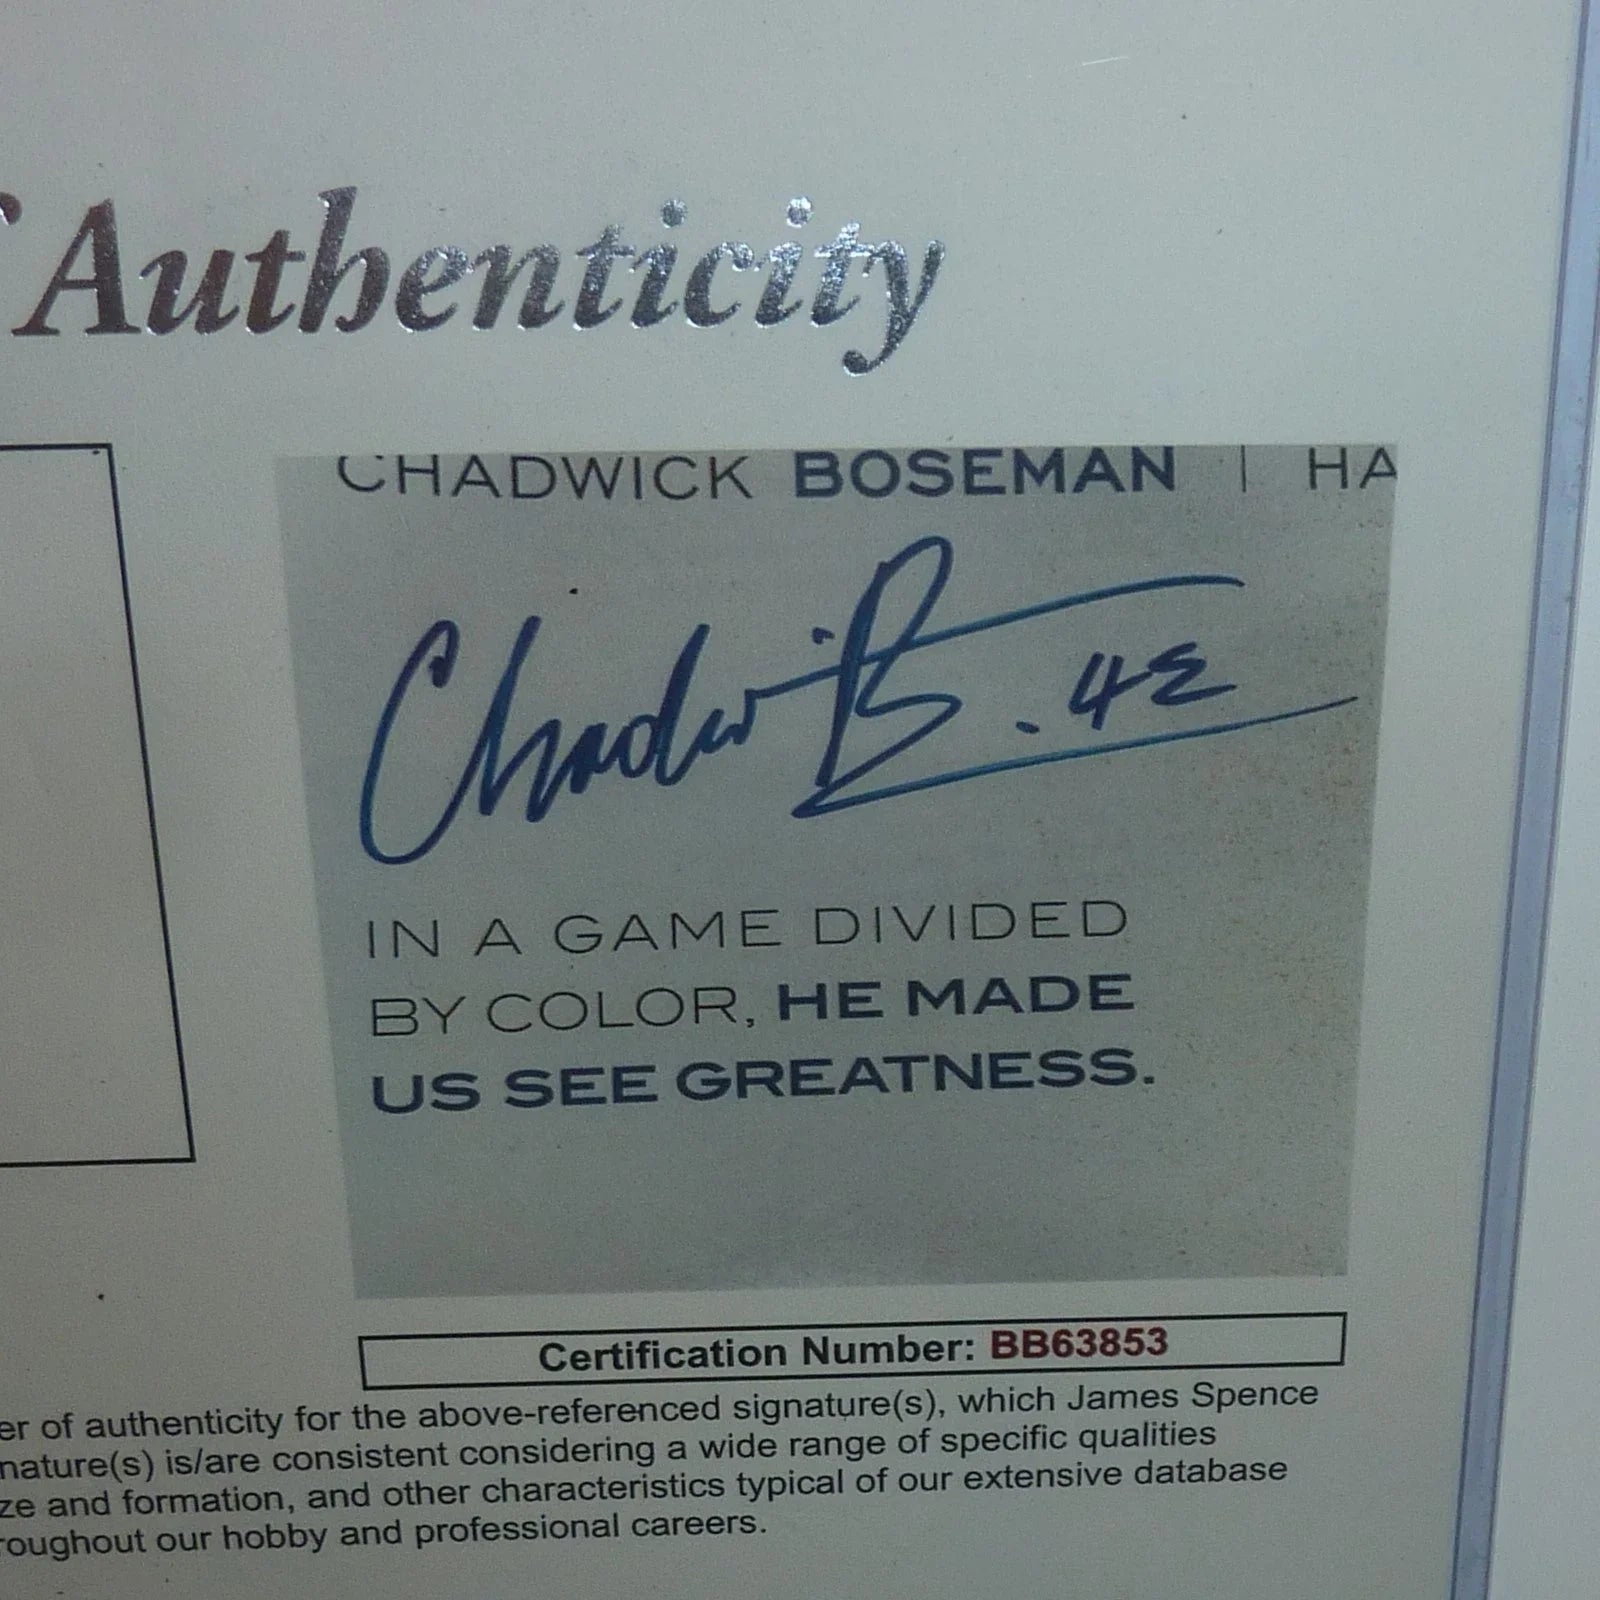 f Authenticity
CHADWICK BOSEMAN | HA
Chadwi B. 42
IN A GAME DIVIDED
BY COLOR, HE MADE
US SEE GREATNESS.
Certification Number: BB63853
er of authenticity for the above-referenced signature(s), which James Spence
nature(s) is/are consistent considering a wide range of specific qualities
ze and formation, and other characteristics typical of our extensive database
roughout our hobby and professional careers.